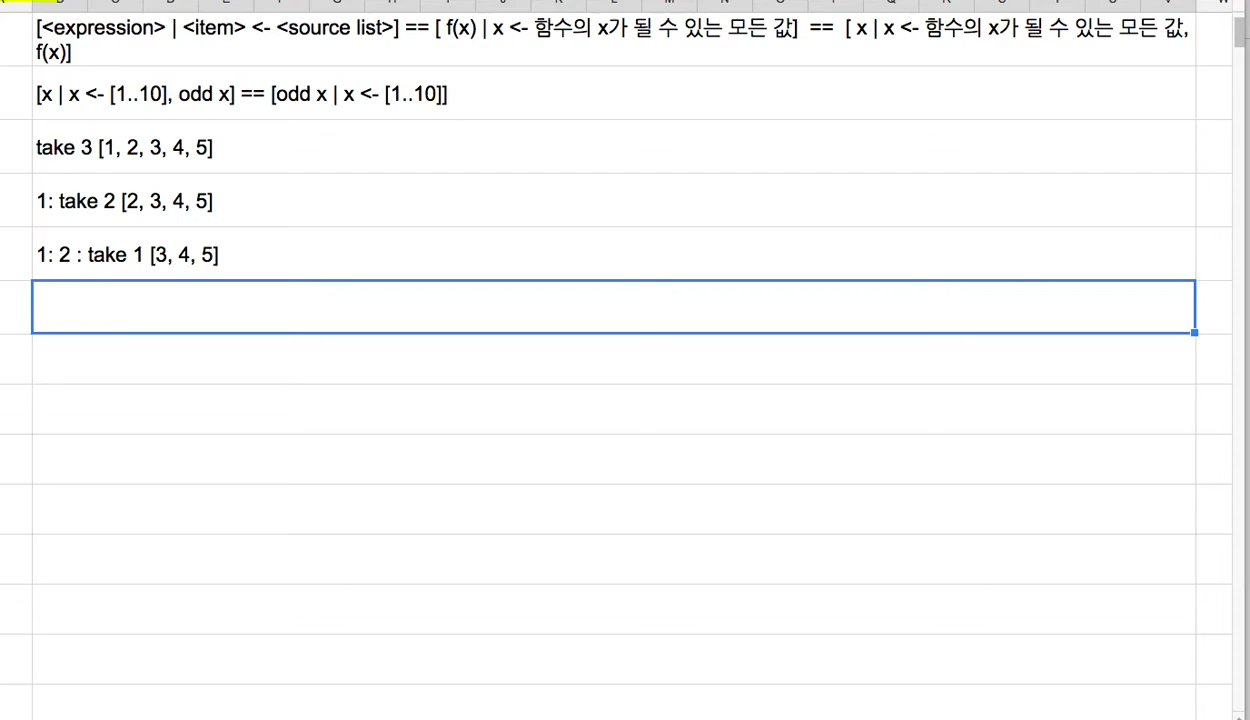 [<expression> | <item> <- <source list>] == [ f(x) | x <- 함수의 x가 될 수 있는 모든 값]  ==  [ x | x <- 함수의 x가 될 수 있는 모든 값,
f(x)]
[x | x <- [1..10], odd x] == [odd x | x <- [1..10]]
take 3 [1, 2, 3, 4, 5]
1: take 2 [2, 3, 4, 5]
1: 2 : take 1 [3, 4, 5]